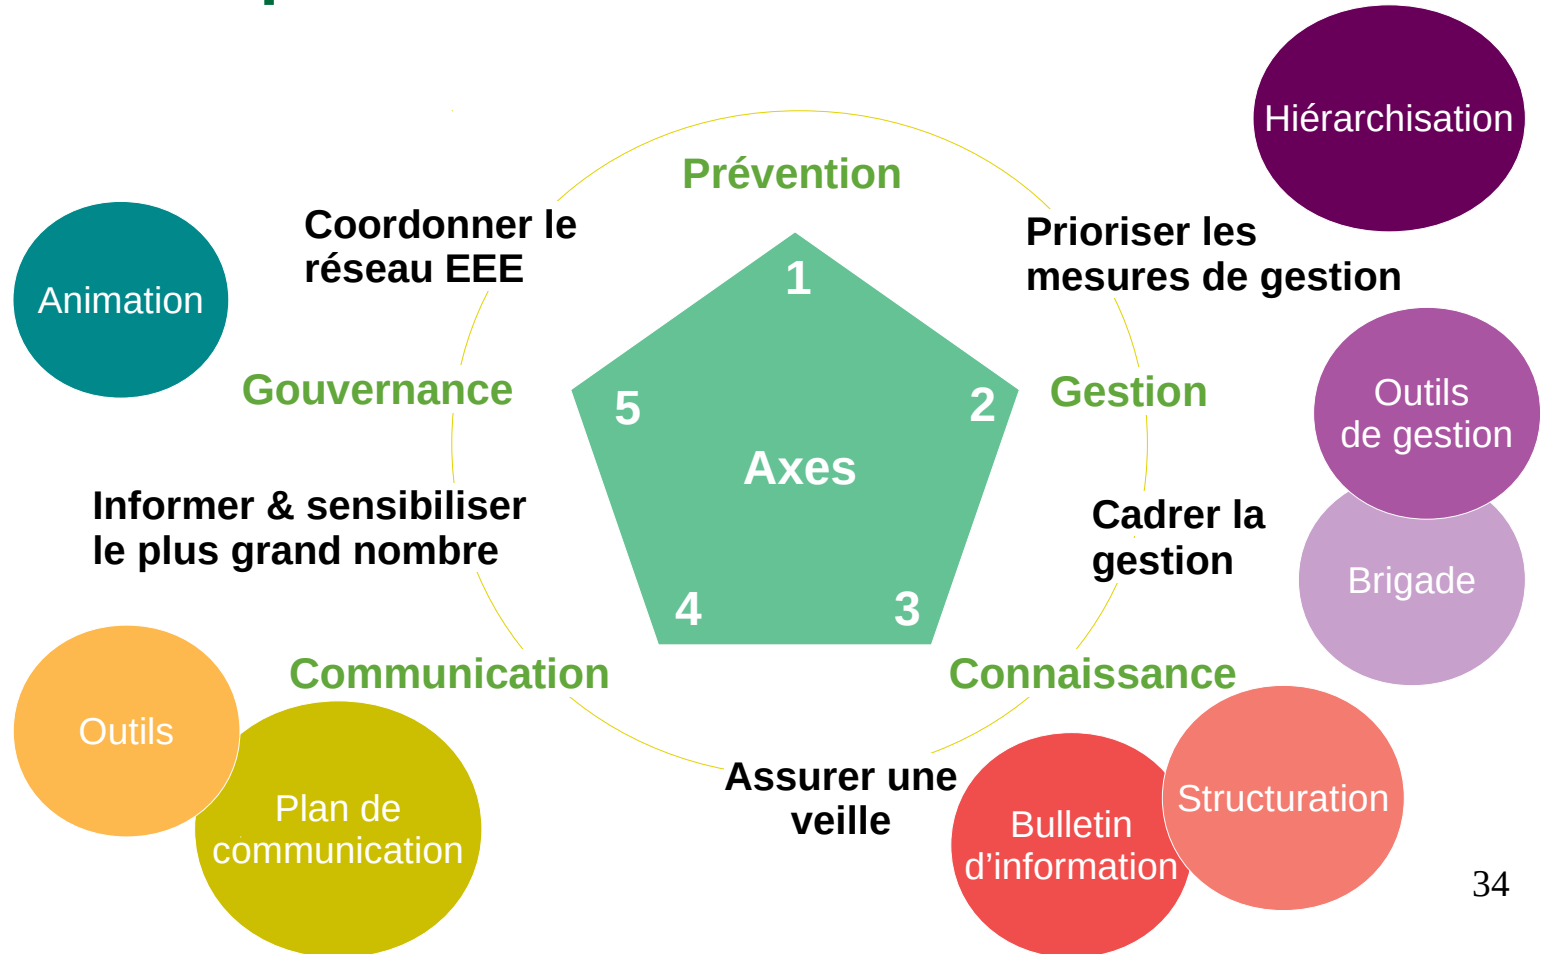 Hiérarchisation
Prévention
Coordonner le
réseau EEE
Prioriser les
mesures de gestion
Animation
1
Gouvernance
Gestion
5
2
Outils
de gestion
Axes
Informer & sensibiliser
le plus grand nombre
Cadrer la
gestion
Brigade
4
3
Communication
Connaissance
Outils
Plan de
communication
Assurer une
veille
Bulletin
d’information
Structuration
34